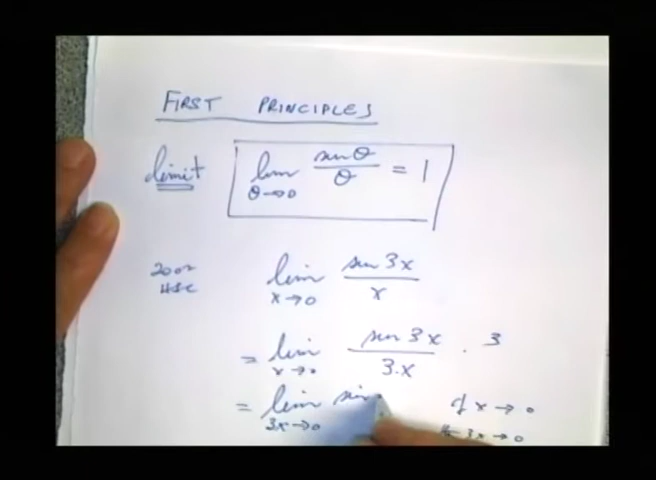 FIRST PRINCIPLES
limit lim θ→0 sin θ / θ = 1
2002 HSC lim x→0 sin 3x / x
= lim x→0 sin 3x / 3.x . 3
= lim 3x→0 sin if x→0
3x→0